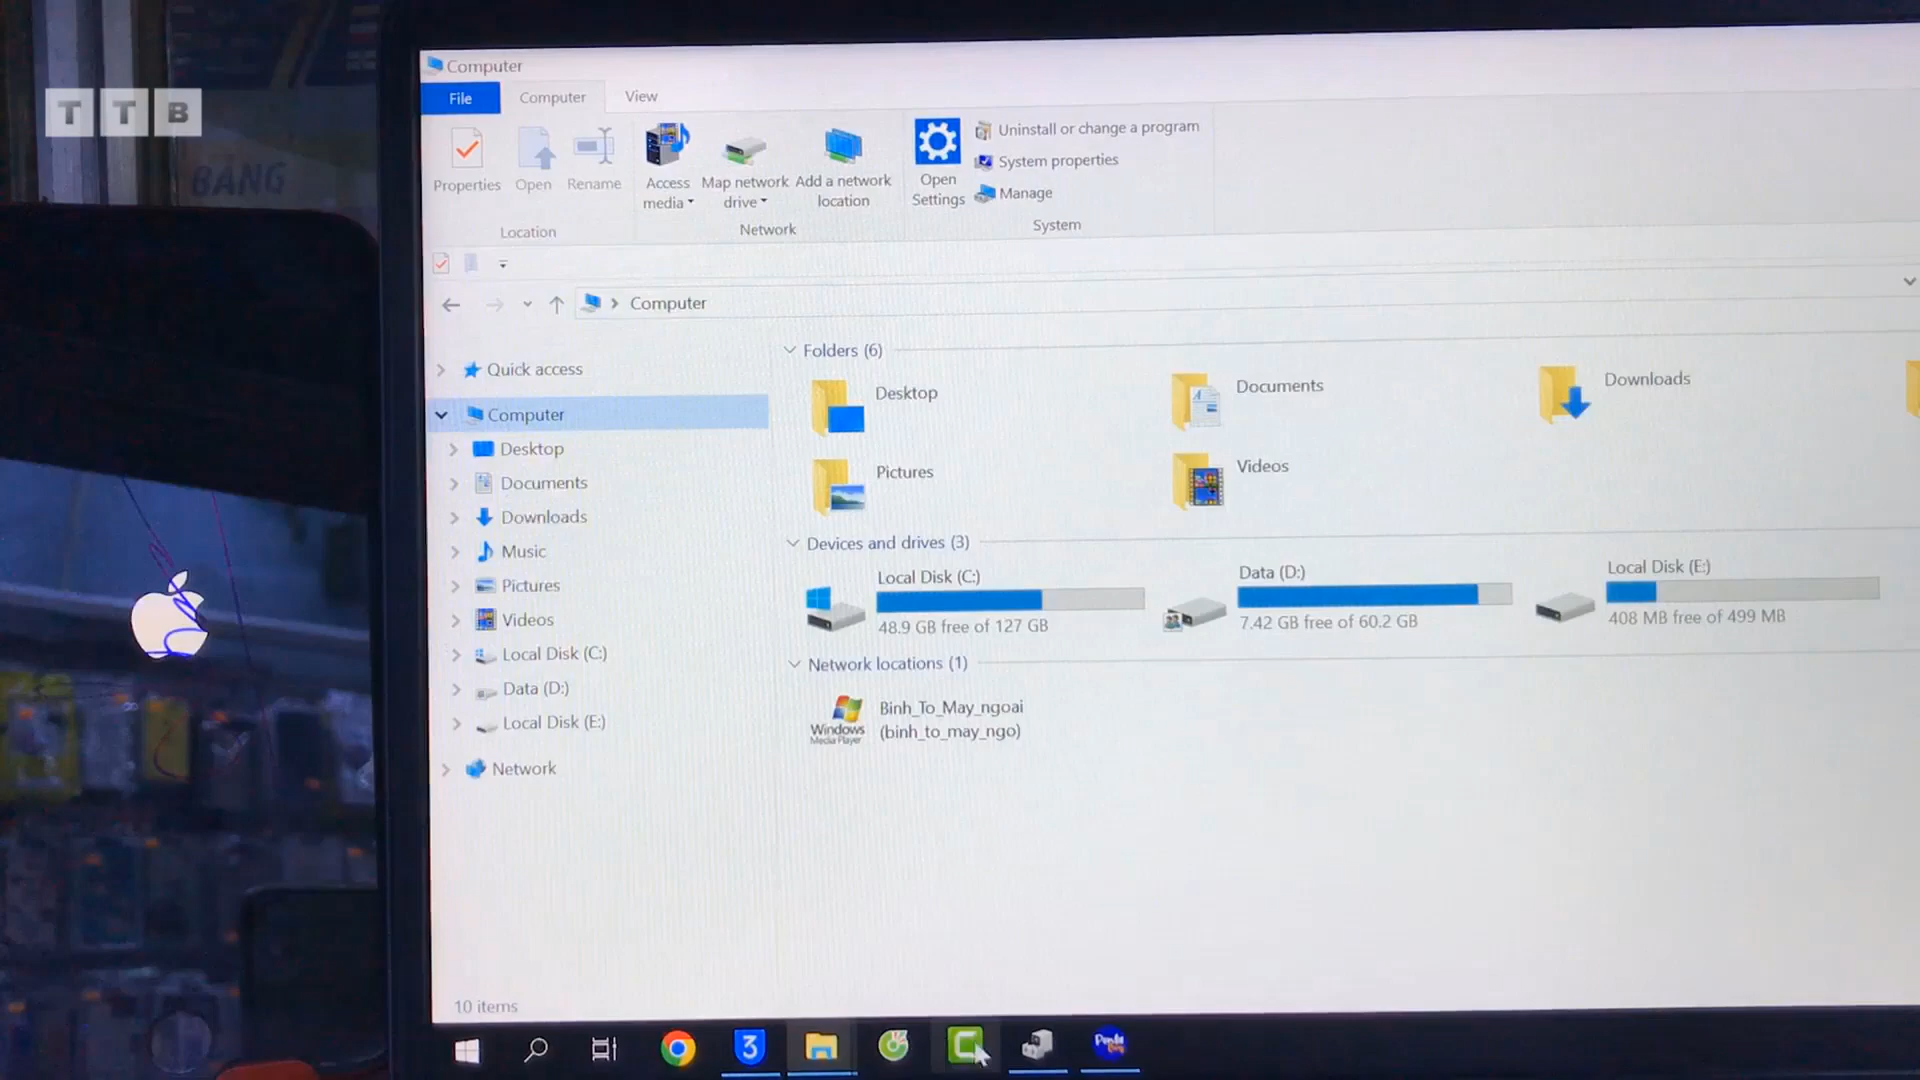 TTB
BĂNG
Computer
File
Computer
View
Properties
Open
Rename
Access media
Map network drive
Add a network location
Open Settings
Uninstall or change a program
System properties
Manage
Location
Network
System
Computer
Quick access
Computer
Desktop
Documents
Downloads
Music
Pictures
Videos
Local Disk (C:)
Data (D:)
Local Disk (E:)
Network
Folders (6)
Desktop
Documents
Downloads
Pictures
Videos
Devices and drives (3)
Local Disk (C:)
48.9 GB free of 127 GB
Data (D:)
7.42 GB free of 60.2 GB
Local Disk (E:)
408 MB free of 499 MB
Network locations (1)
Windows
Media Player
Binh_To_May_ngoai
(binh_to_may_ngo)
10 items
3